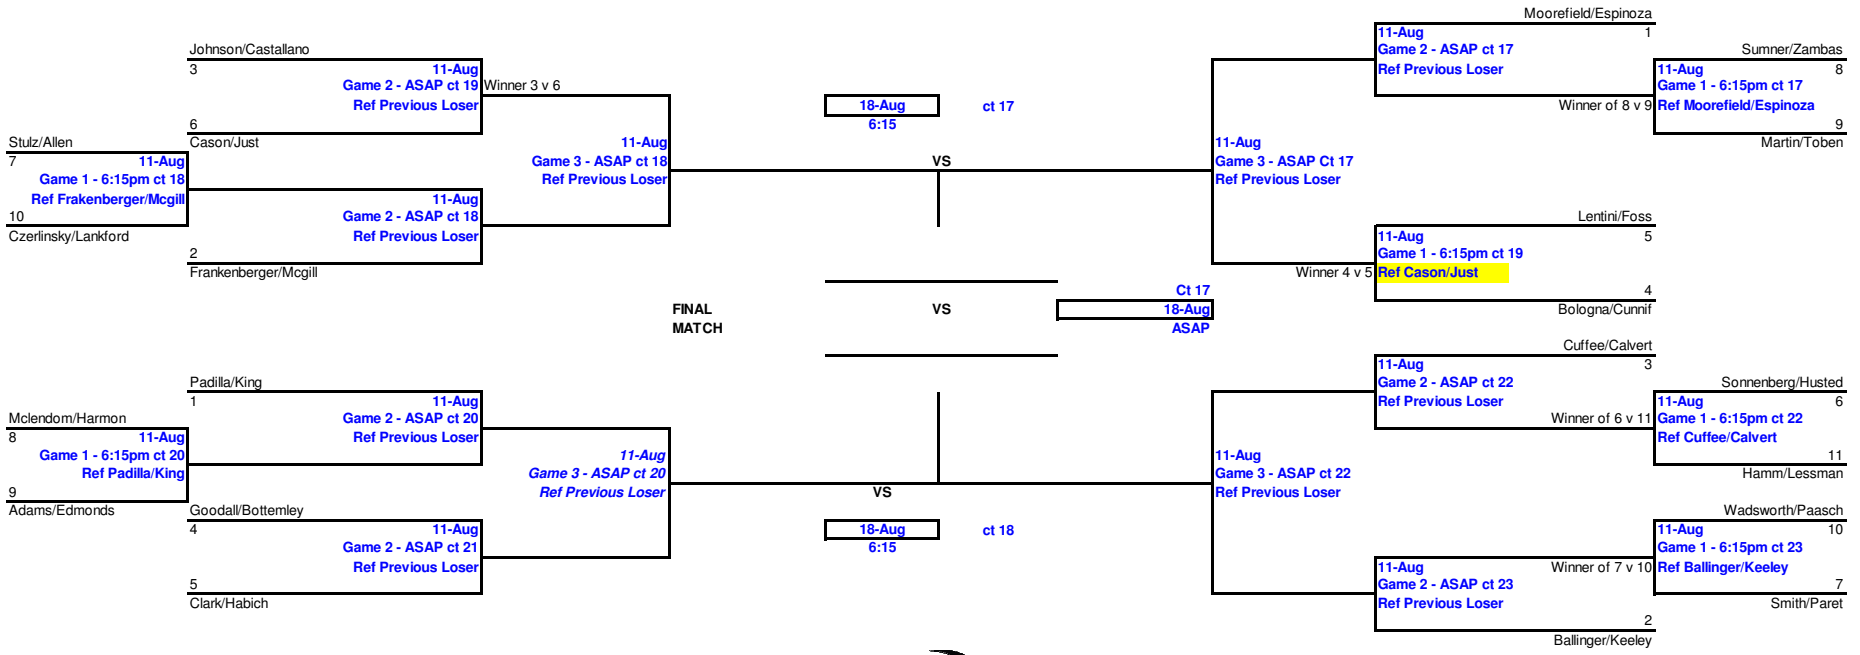 Johnson/Castallano
3
11-Aug
Game 2 - ASAP ct 19
Winner 3 v 6
Ref Previous Loser
6
Cason/Just
Stulz/Allen
7
11-Aug
Game 1 - 6:15pm ct 18
Ref Frakenberger/Mcgill
10
Czerlinsky/Lankford
11-Aug
Game 2 - ASAP ct 18
Ref Previous Loser
2
Frankenberger/Mcgill
11-Aug
Game 3 - ASAP ct 18
Ref Previous Loser
18-Aug
ct 17
6:15
VS
Moorefield/Espinoza
11-Aug
1
Game 2 - ASAP ct 17
Ref Previous Loser
Winner of 8 v 9
Sumner/Zambas
11-Aug
8
Game 1 - 6:15pm ct 17
Ref Moorefield/Espinoza
9
Martin/Toben
11-Aug
Game 3 - ASAP Ct 17
Ref Previous Loser
Lentini/Foss
11-Aug
5
Game 1 - 6:15pm ct 19
Winner 4 v 5
Ref Cason/Just
4
Bologna/Cunnif
FINAL
MATCH
VS
Ct 17
18-Aug
ASAP
Padilla/King
1
11-Aug
Game 2 - ASAP ct 20
Ref Previous Loser
Mclendom/Harmon
8
11-Aug
Game 1 - 6:15pm ct 20
Ref Padilla/King
9
Adams/Edmonds
11-Aug
Game 3 - ASAP ct 20
Ref Previous Loser
Goodall/Bottemley
4
11-Aug
Game 2 - ASAP ct 21
Ref Previous Loser
5
Clark/Habich
VS
18-Aug
ct 18
6:15
Cuffee/Calvert
11-Aug
3
Game 2 - ASAP ct 22
Ref Previous Loser
Winner of 6 v 11
Sonnenberg/Husted
11-Aug
6
Game 1 - 6:15pm ct 22
Ref Cuffee/Calvert
11
Hamm/Lessman
11-Aug
Game 3 - ASAP ct 22
Ref Previous Loser
Wadsworth/Paasch
11-Aug
10
Game 1 - 6:15pm ct 23
Ref Ballinger/Keeley
7
Smith/Paret
11-Aug
Winner of 7 v 10
Game 2 - ASAP ct 23
Ref Previous Loser
2
Ballinger/Keeley